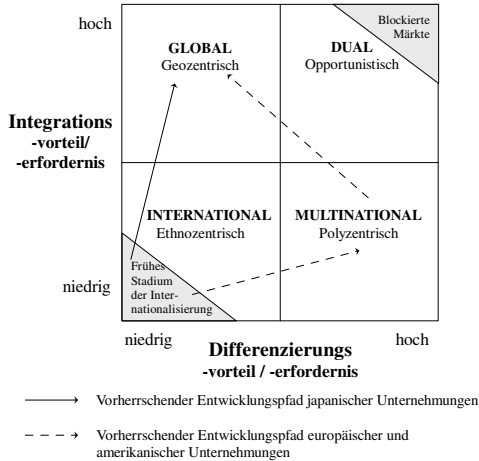 hoch
Blockierte
Märkte
GLOBAL
Geozentrisch
DUAL
Opportunistisch
Integrations
-vorteil/
-erfordernis
INTERNATIONAL
Ethnozentrisch
MULTINATIONAL
Polyzentrisch
Frühes
Stadium
der Inter-
nationalisierung
niedrig
niedrig
hoch
Differenzierungs
-vorteil / -erfordernis
Vorherrschender Entwicklungspfad japanischer Unternehmungen
Vorherrschender Entwicklungspfad europäischer und
amerikanischer Unternehmungen